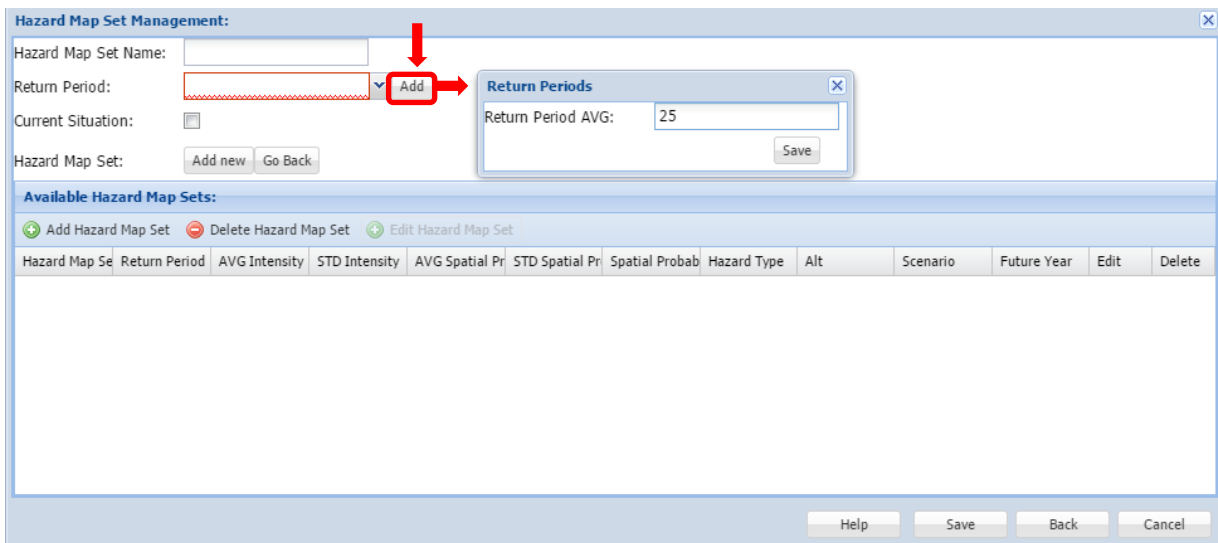 Hazard Map Set Management:
Hazard Map Set Name:
Return Period: Add
Return Periods
Return Period AVG: 25
Save
Current Situation:
Hazard Map Set: Add new Go Back
Available Hazard Map Sets:
Add Hazard Map Set Delete Hazard Map Set Edit Hazard Map Set
Hazard Map Se Return Period AVG Intensity STD Intensity AVG Spatial Pr STD Spatial Pr Spatial Probab Hazard Type Alt Scenario Future Year Edit Delete
Help Save Back Cancel